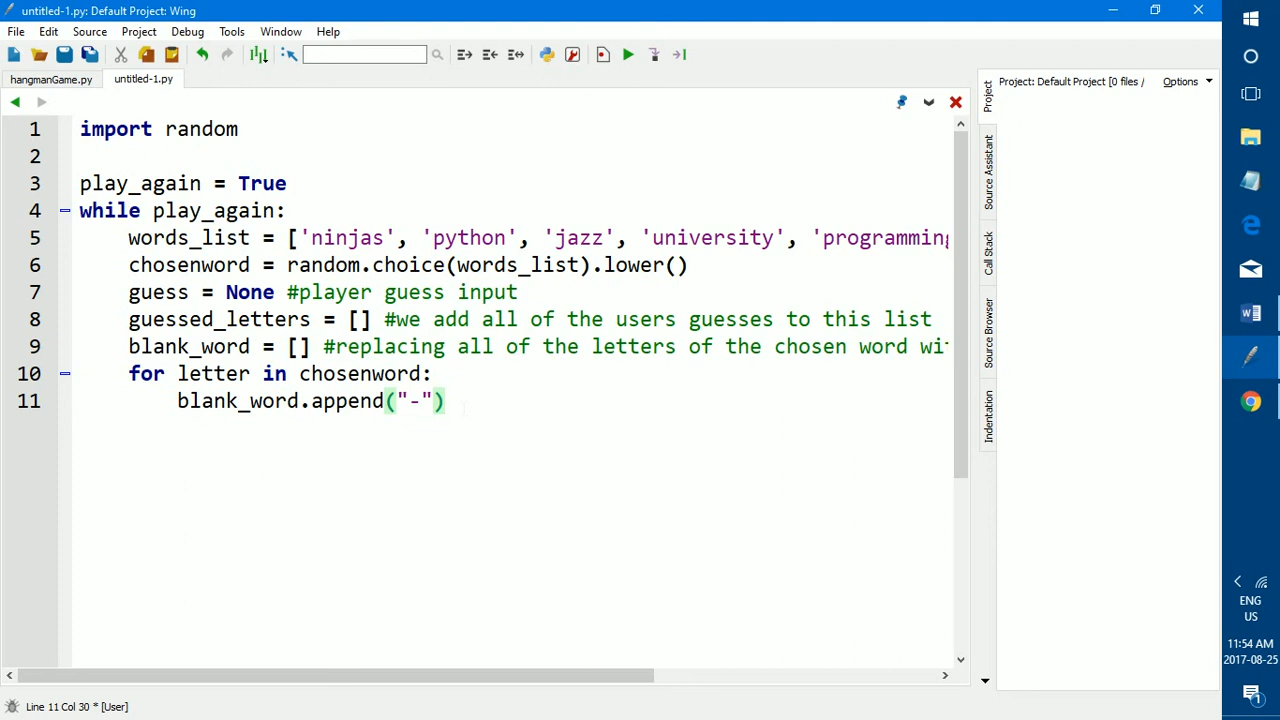 untitled-1.py: Default Project: Wing
File Edit Source Project Debug Tools Window Help
hangmanGame.py untitled-1.py
Project: Default Project [0 files / Options
1 import random
2
3 play_again = True
4 while play_again:
5 words_list = ['ninjas', 'python', 'jazz', 'university', 'programming
6 chosenword = random.choice(words_list).lower()
7 guess = None #player guess input
8 guessed_letters = [] #we add all of the users guesses to this list
9 blank_word = [] #replacing all of the letters of the chosen word wi
10 for letter in chosenword:
11 blank_word.append("-")
Project
Source Assistant
Call Stack
Source Browser
Indentation
ENG
US
11:54 AM
2017-08-25
1
Line 11 Col 30 * [User]